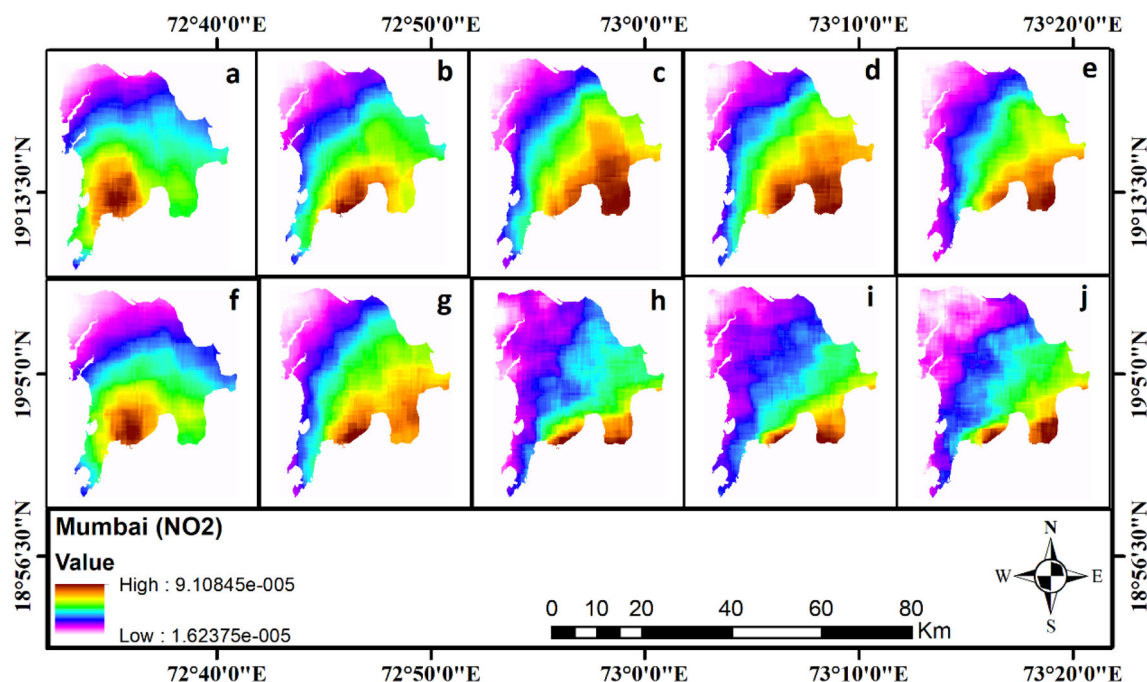 72°40'0"E 72°50'0"E 73°0'0"E 73°10'0"E 73°20'0"E
a b c d e
19°13'30"N 19°13'30"N
f g h i j
19°5'0"N 19°5'0"N
Mumbai (NO2)
Value
High : 9.10845e-005
Low : 1.62375e-005
18°56'30"N 18°56'30"N
N
W E
S
0 10 20 40 60 80
Km
72°40'0"E 72°50'0"E 73°0'0"E 73°10'0"E 73°20'0"E